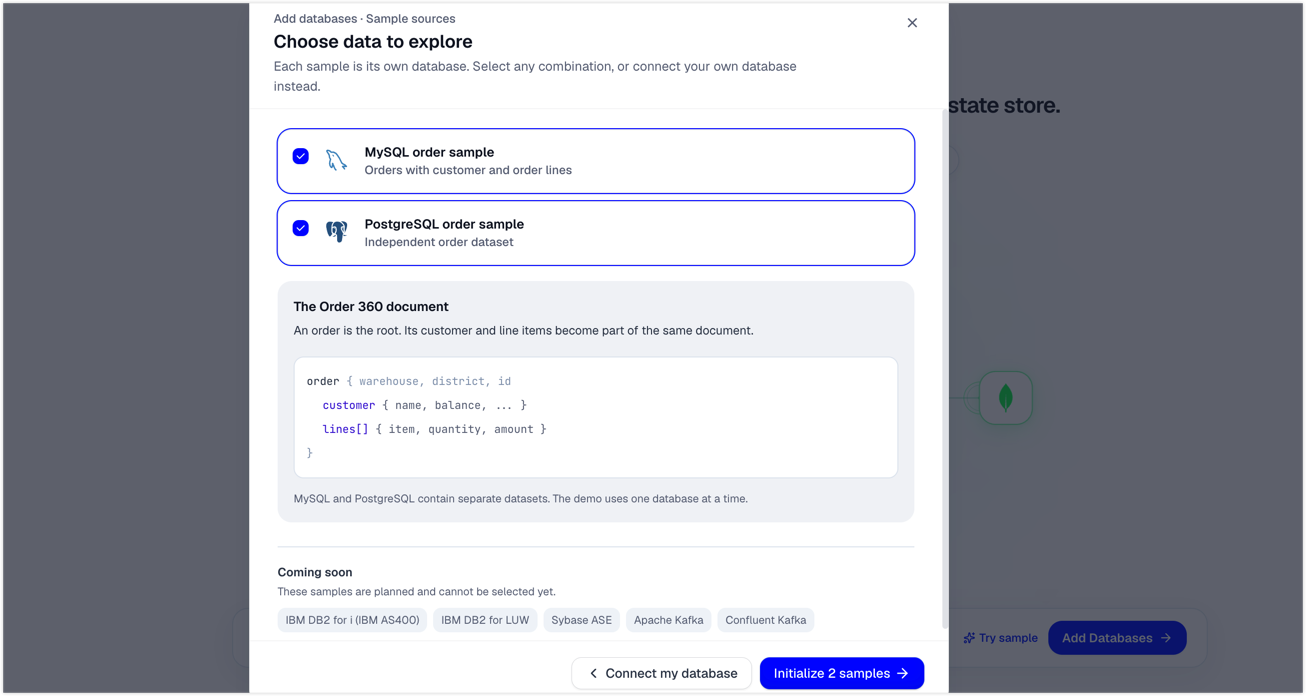 Add databases · Sample sources
Choose data to explore
Each sample is its own database. Select any combination, or connect your own database
instead.
state store.
MySQL order sample
Orders with customer and order lines
PostgreSQL order sample
Independent order dataset
The Order 360 document
An order is the root. Its customer and line items become part of the same document.
order { warehouse, district, id
customer { name, balance, ... }
lines[] { item, quantity, amount }
}
MySQL and PostgreSQL contain separate datasets. The demo uses one database at a time.
Coming soon
These samples are planned and cannot be selected yet.
IBM DB2 for i (IBM AS400) IBM DB2 for LUW Sybase ASE Apache Kafka Confluent Kafka
Try sample Add Databases
Connect my database Initialize 2 samples